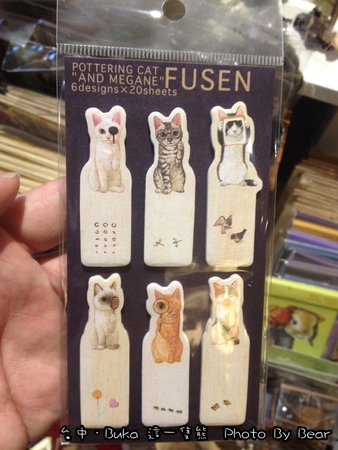 POTTERING CAT
"AND MEGANE" FUSEN
6designs×20sheets
台中・Buka 這一隻熊 Photo By Bear